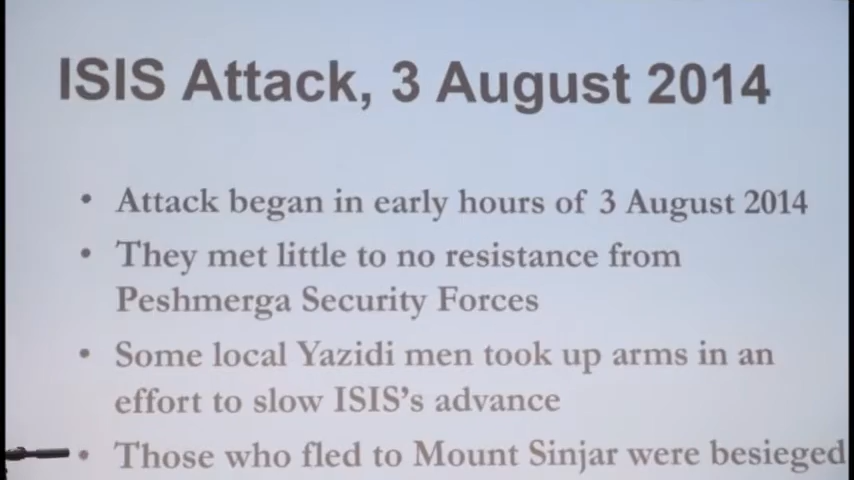 ISIS Attack, 3 August 2014
• Attack began in early hours of 3 August 2014
• They met little to no resistance from
Peshmerga Security Forces
• Some local Yazidi men took up arms in an
effort to slow ISIS's advance
• Those who fled to Mount Sinjar were besieged